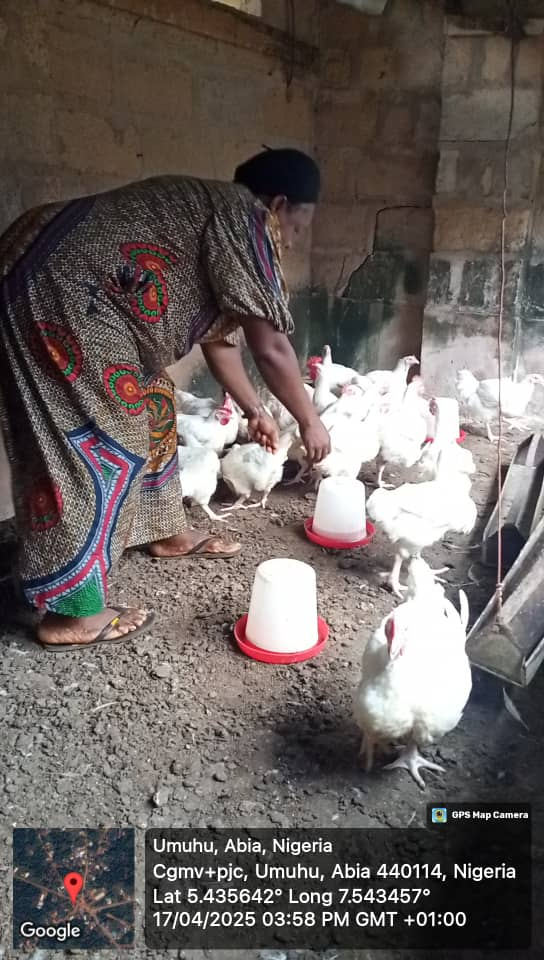 GPS Map Camera
Umuhu, Abia, Nigeria
Cgmv+pjc, Umuhu, Abia 440114, Nigeria
Lat 5.435642° Long 7.543457°
17/04/2025 03:58 PM GMT +01:00
Google